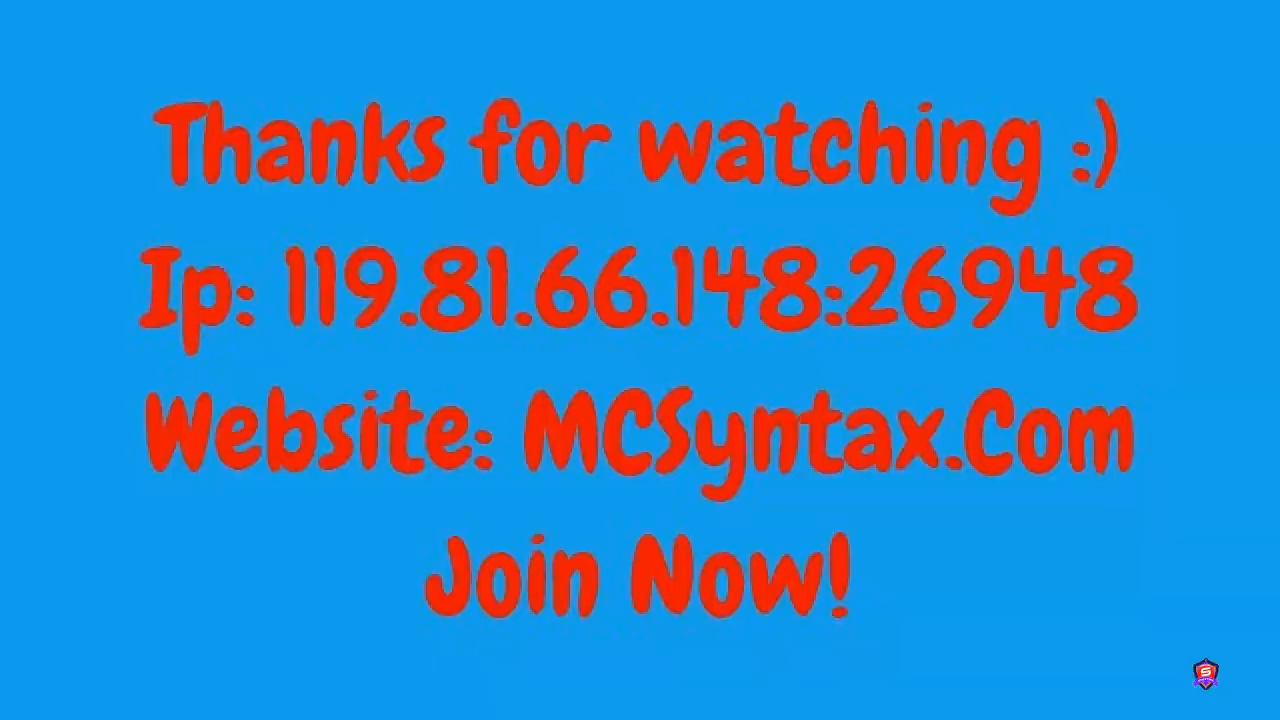 Thanks for watching :)
Ip: 119.81.66.148:26948
Website: MCSyntax.Com
Join Now!